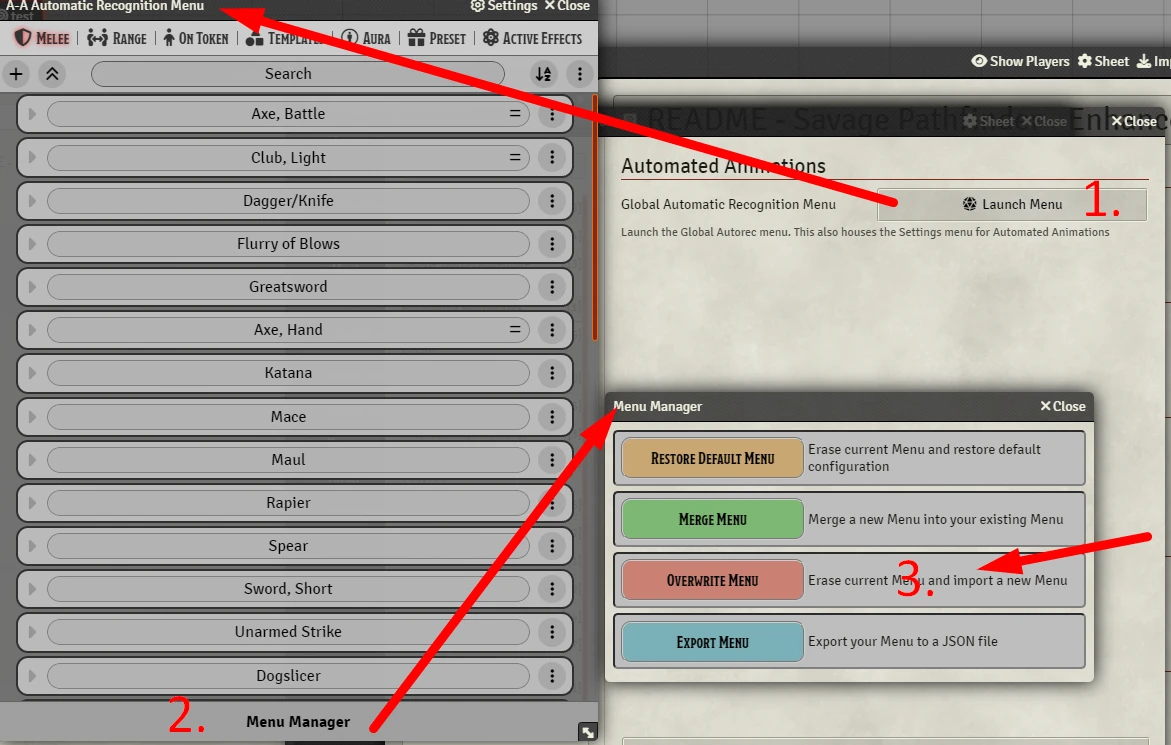 A-A Automatic Recognition Menu
Settings ✕Close
test
MELEE | RANGE | ON TOKEN | TEMPLATE | AURA | PRESET | ACTIVE EFFECTS
Search
Axe, Battle =
Club, Light =
Dagger/Knife
Flurry of Blows
Greatsword
Axe, Hand =
Katana
Mace
Maul
Rapier
Spear
Sword, Short
Unarmed Strike
Dogslicer
2.
Menu Manager
Show Players Sheet Im
README - Savage Pathfinder Enhance
Sheet ✕Close
✕Close
Automated Animations
Global Automatic Recognition Menu
Launch Menu
1.
Launch the Global Autorec menu. This also houses the Settings menu for Automated Animations
Menu Manager
✕Close
RESTORE DEFAULT MENU
Erase current Menu and restore default
configuration
MERGE MENU
Merge a new Menu into your existing Menu
OVERWRITE MENU
Erase current Menu and import a new Menu
3.
EXPORT MENU
Export your Menu to a JSON file